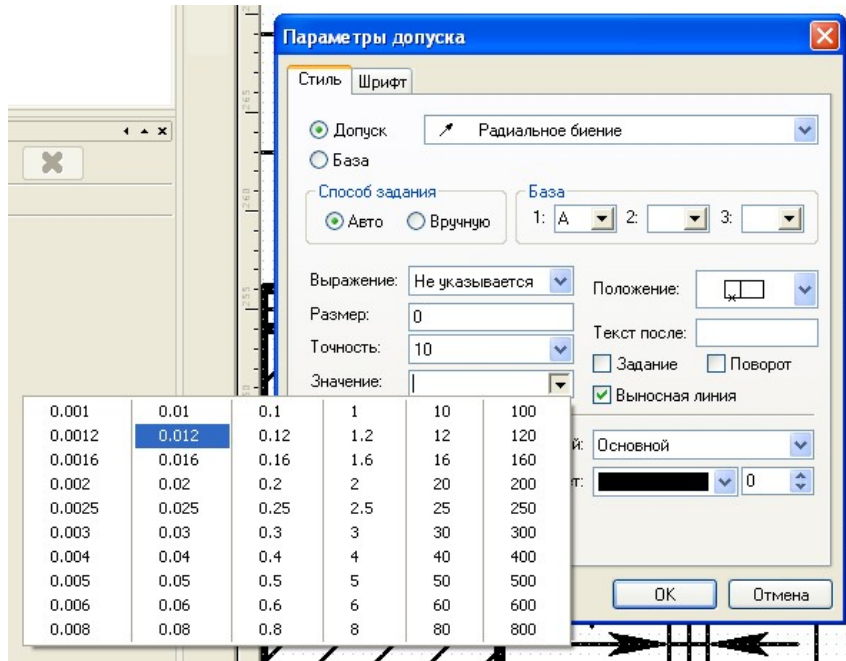 Параметры допуска
Стиль Шрифт
Допуск Радиальное биение
База
Способ задания База
Авто Вручную 1: A 2: 3:
Выражение: Не указывается Положение:
Размер: 0
Текст после:
Точность: 10
Задание Поворот
Значение:
Выносная линия
0.001 0.01 0.1 1 10 100
0.0012 0.012 0.12 1.2 12 120
0.0016 0.016 0.16 1.6 16 160
0.002 0.02 0.2 2 20 200
0.0025 0.025 0.25 2.5 25 250
0.003 0.03 0.3 3 30 300
0.004 0.04 0.4 4 40 400
0.005 0.05 0.5 5 50 500
0.006 0.06 0.6 6 60 600
0.008 0.08 0.8 8 80 800
й: Основной
т: 0
OK Отмена
265
260
255